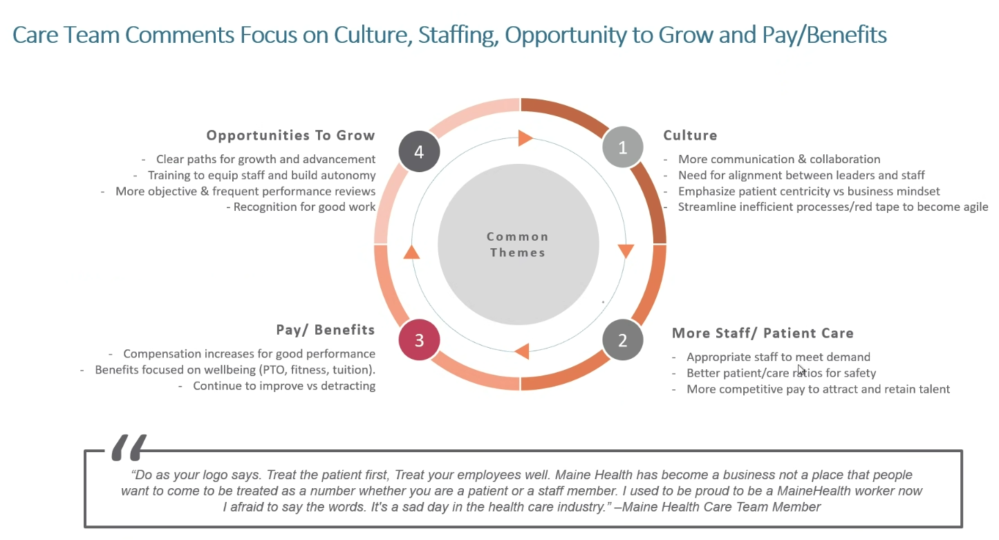 Care Team Comments Focus on Culture, Staffing, Opportunity to Grow and Pay/Benefits
Opportunities To Grow
- Clear paths for growth and advancement
- Training to equip staff and build autonomy
- More objective & frequent performance reviews
- Recognition for good work
4
1
Culture
- More communication & collaboration
- Need for alignment between leaders and staff
- Emphasize patient centricity vs business mindset
- Streamline inefficient processes/red tape to become agile
Common
Themes
Pay/ Benefits
- Compensation increases for good performance
- Benefits focused on wellbeing (PTO, fitness, tuition).
- Continue to improve vs detracting
3
2
More Staff/ Patient Care
- Appropriate staff to meet demand
- Better patient/care ratios for safety
- More competitive pay to attract and retain talent
“
“Do as your logo says. Treat the patient first, Treat your employees well. Maine Health has become a business not a place that people
want to come to be treated as a number whether you are a patient or a staff member. I used to be proud to be a MaineHealth worker now
I afraid to say the words. It's a sad day in the health care industry.” –Maine Health Care Team Member